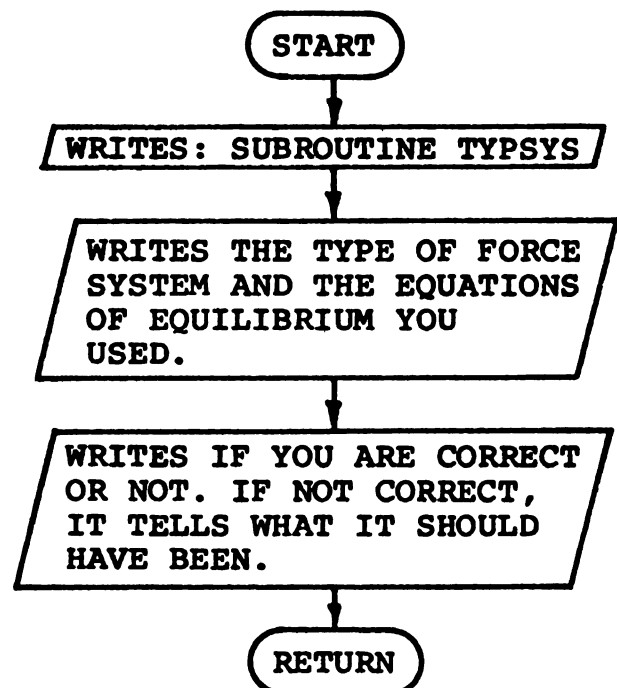 START
WRITES: SUBROUTINE TYPSYS
WRITES THE TYPE OF FORCE
SYSTEM AND THE EQUATIONS
OF EQUILIBRIUM YOU
USED.
WRITES IF YOU ARE CORRECT
OR NOT. IF NOT CORRECT,
IT TELLS WHAT IT SHOULD
HAVE BEEN.
RETURN